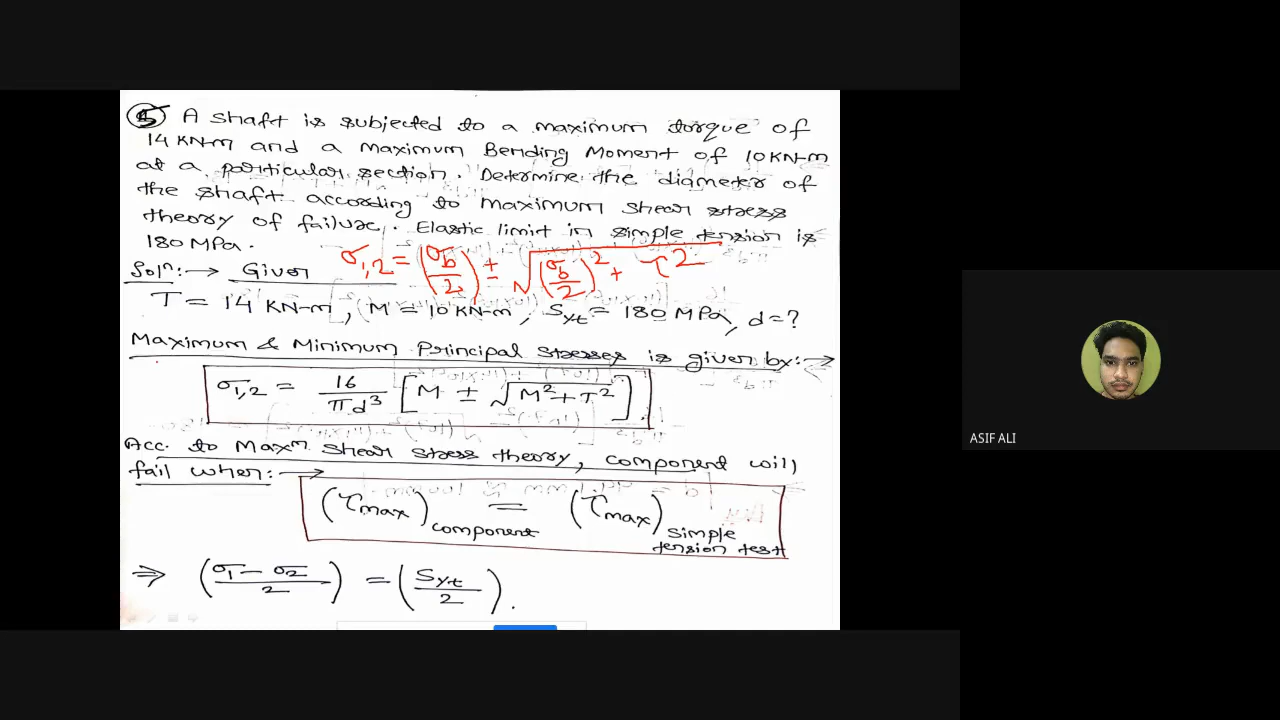 5 A shaft is subjected to a maximum torque of
14 KN-m and a maximum Bending Moment of 10 KN-m
at a particular section. Determine the diameter of
the shaft according to maximum shear stress
theory of failure. Elastic limit in simple tension is
180 MPa.
σ1,2 = (σb/2) ± √((σb/2)² + τ²)
Soln:→ Given
T = 14 KN-m, M = 10 KN-m, Syt = 180 MPa, d = ?
Maximum & Minimum Principal stresses is given by:→
σ1,2 = 16/πd³ [M ± √(M² + T²)]
Acc. to Maxm shear stress theory, component will
fail when:→
(τmax)component = (τmax)simple tension test
⇒ (σ1 - σ2 / 2) = (Syt / 2).
ASIF ALI